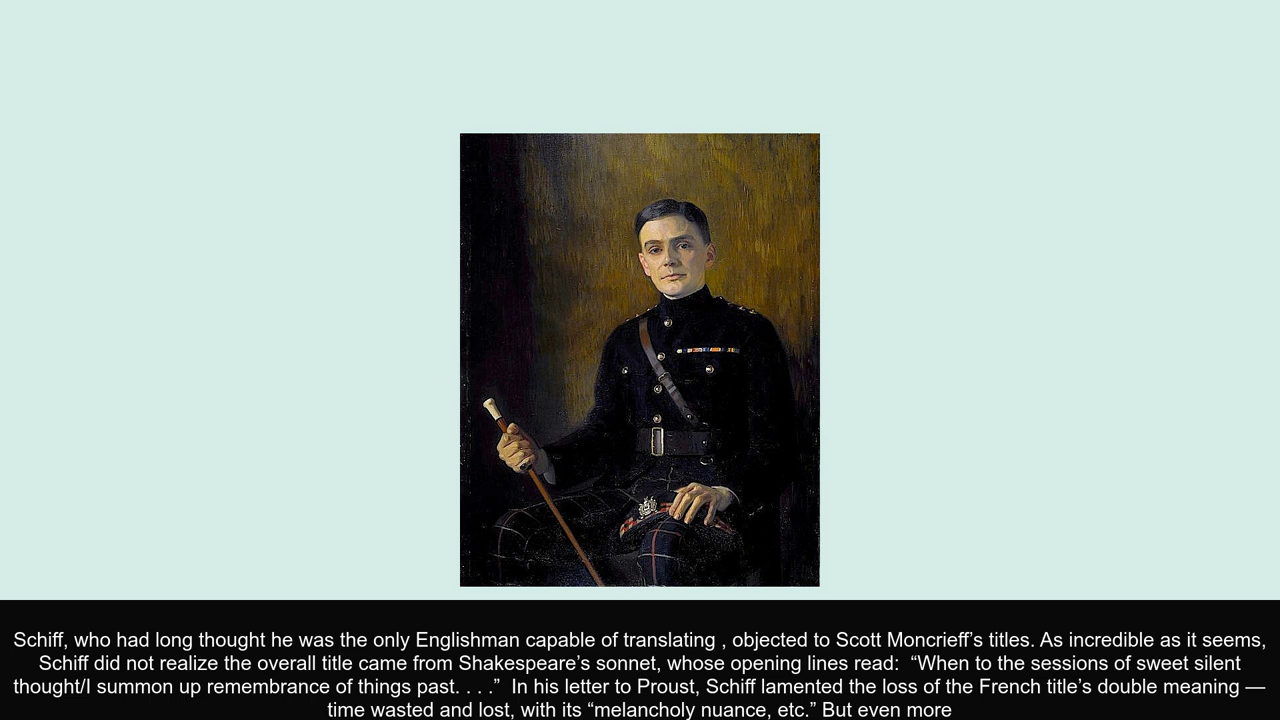 Schiff, who had long thought he was the only Englishman capable of translating , objected to Scott Moncrieff’s titles. As incredible as it seems,
Schiff did not realize the overall title came from Shakespeare’s sonnet, whose opening lines read:  “When to the sessions of sweet silent
thought/I summon up remembrance of things past. . . .”  In his letter to Proust, Schiff lamented the loss of the French title’s double meaning —
time wasted and lost, with its “melancholy nuance, etc.” But even more